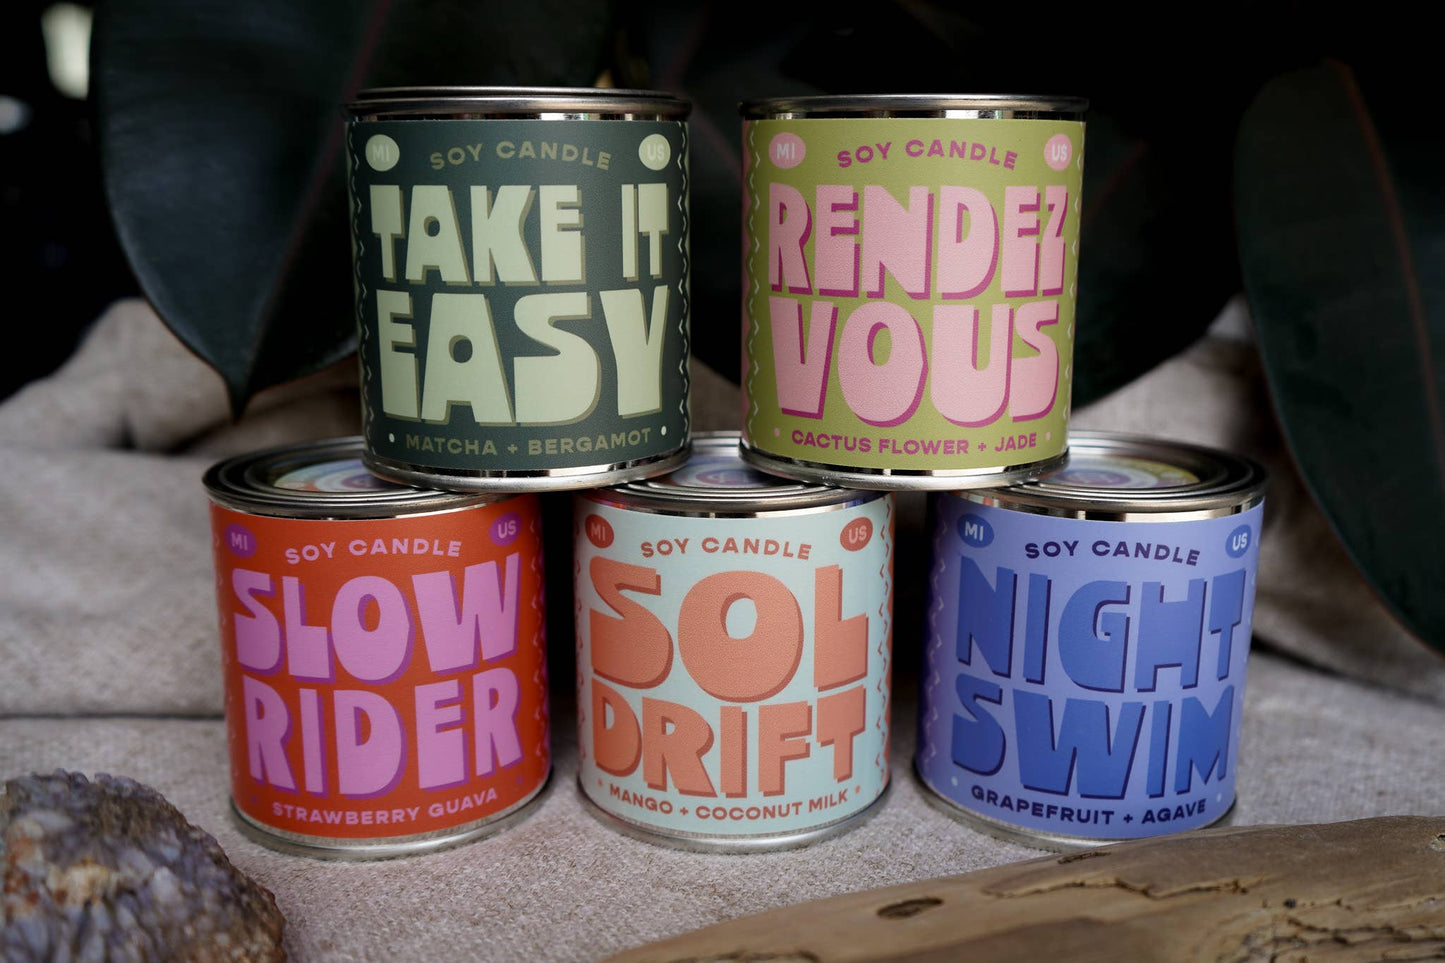 MI SOY CANDLE US
TAKE IT
EASY
MATCHA + BERGAMOT
MI SOY CANDLE US
RENDEZ
VOUS
CACTUS FLOWER + JADE
MI SOY CANDLE US
SLOW
RIDER
STRAWBERRY GUAVA
MI SOY CANDLE US
SOL
DRIFT
MANGO + COCONUT MILK
MI SOY CANDLE US
NIGHT
SWIM
GRAPEFRUIT + AGAVE